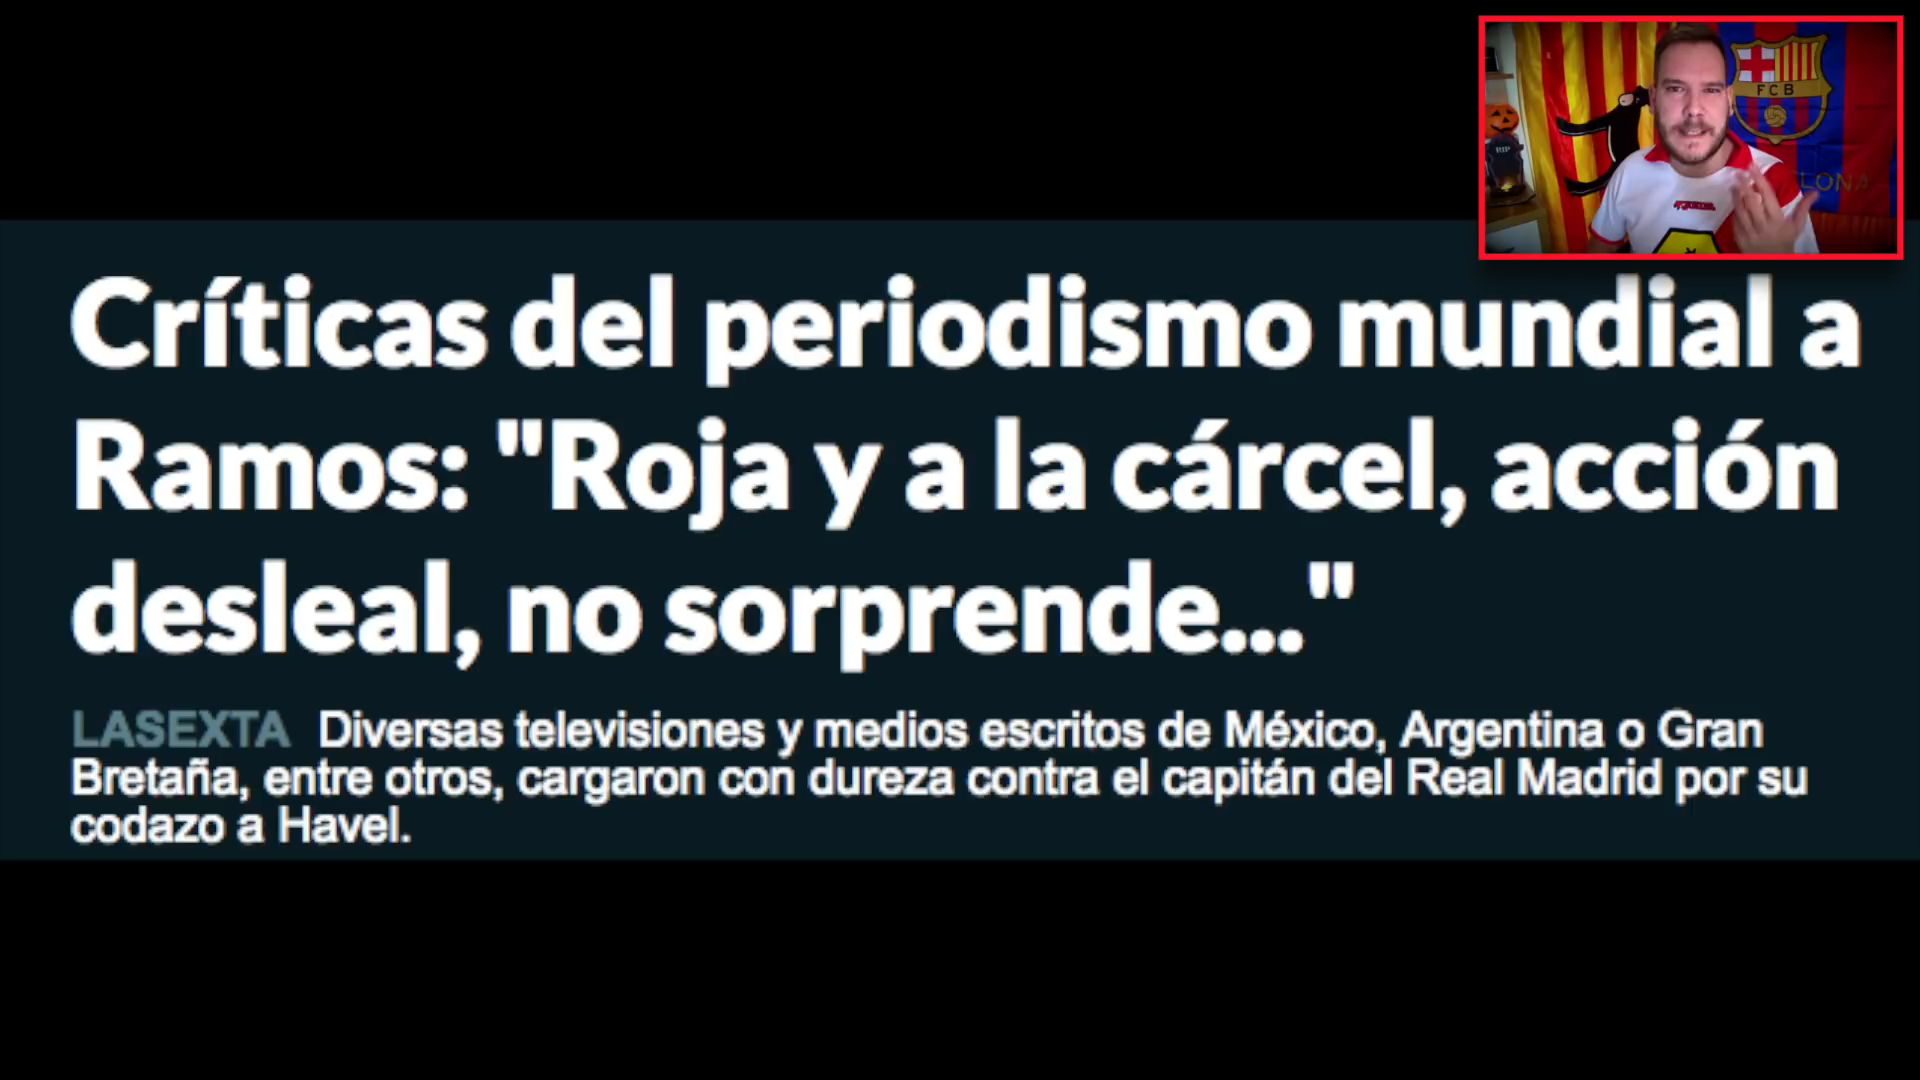 FCB
RIP
LONA
Críticas del periodismo mundial a
Ramos: "Roja y a la cárcel, acción
desleal, no sorprende..."
LASEXTA Diversas televisiones y medios escritos de México, Argentina o Gran
Bretaña, entre otros, cargaron con dureza contra el capitán del Real Madrid por su
codazo a Havel.